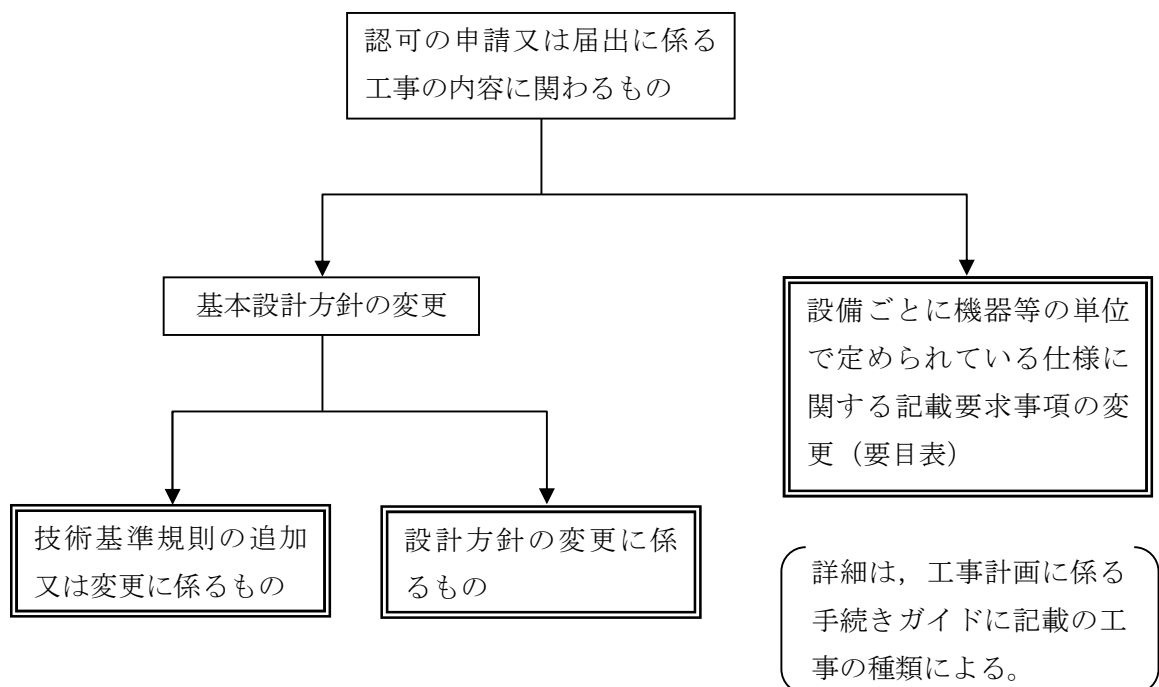 認可の申請又は届出に係る
工事の内容に関わるもの
基本設計方針の変更
設備ごとに機器等の単位
で定められている仕様に
関する記載要求事項の変
更（要目表）
技術基準規則の追加
又は変更に係るもの
設計方針の変更に係
るもの
詳細は，工事計画に係る
手続きガイドに記載の工
事の種類による。